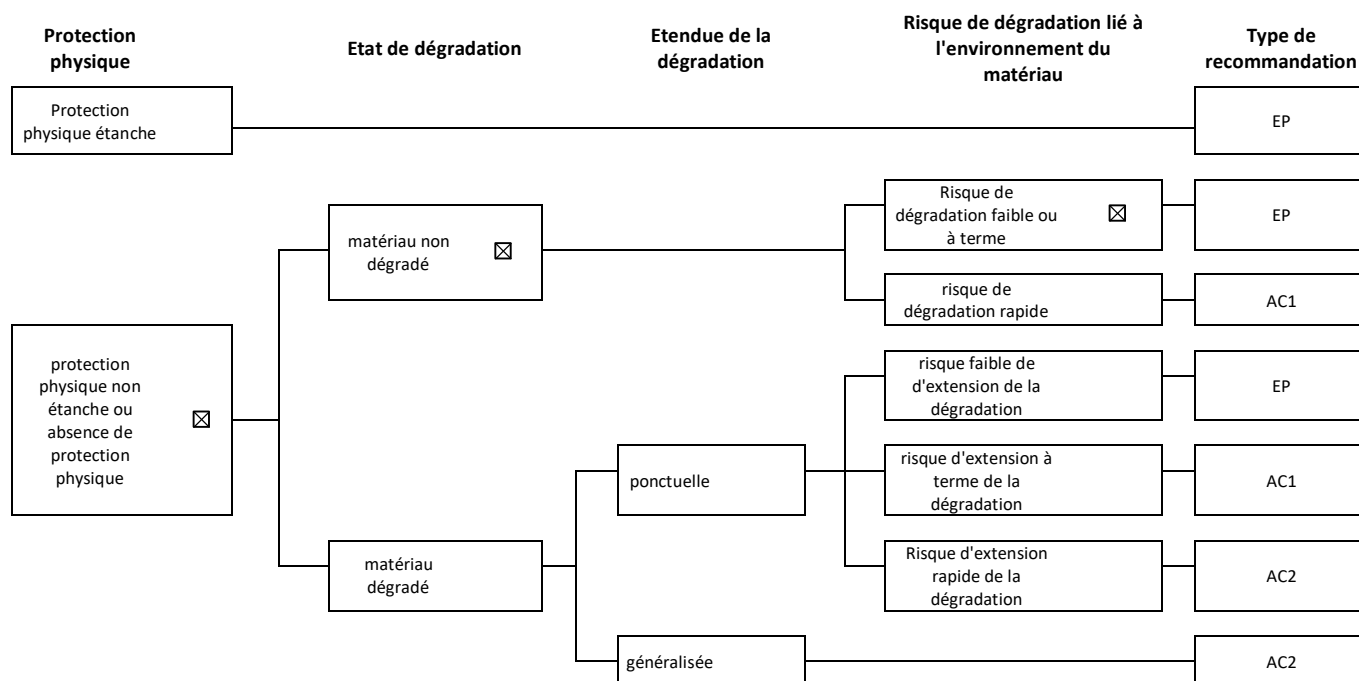 Protection
physique
Etat de dégradation
Etendue de la
dégradation
Risque de dégradation lié à
l'environnement du
matériau
Type de
recommandation
Protection
physique étanche
EP
Risque de
dégradation faible ou
à terme
☒
EP
matériau non
dégradé
☒
risque de
dégradation rapide
AC1
protection
physique non
étanche ou
absence de
protection
physique
☒
risque faible de
d'extension de la
dégradation
EP
ponctuelle
risque d'extension à
terme de la
dégradation
AC1
matériau
dégradé
Risque d'extension
rapide de la
dégradation
AC2
généralisée
AC2